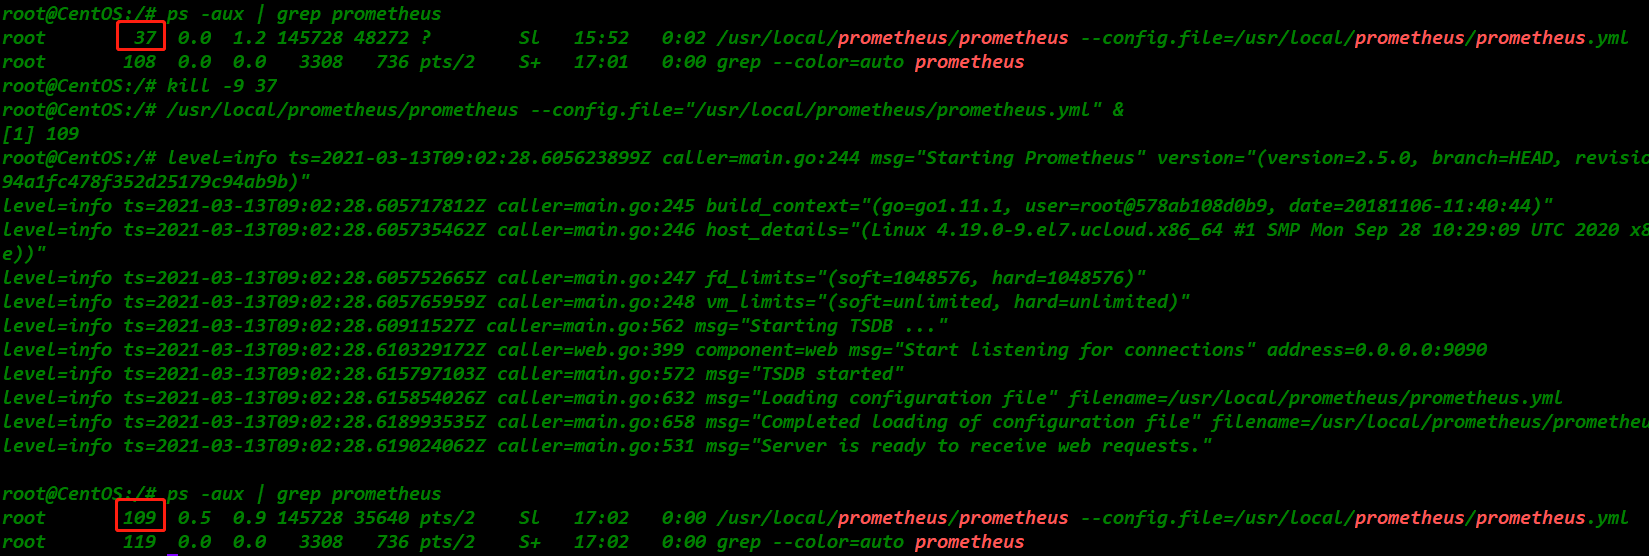 root@CentOS:/# ps -aux | grep prometheus
root 37 0.0 1.2 145728 48272 ? Sl 15:52 0:02 /usr/local/prometheus/prometheus --config.file=/usr/local/prometheus/prometheus.yml
root 108 0.0 0.0 3308 736 pts/2 S+ 17:01 0:00 grep --color=auto prometheus
root@CentOS:/# kill -9 37
root@CentOS:/# /usr/local/prometheus/prometheus --config.file="/usr/local/prometheus/prometheus.yml" &
[1] 109
root@CentOS:/# level=info ts=2021-03-13T09:02:28.605623899Z caller=main.go:244 msg="Starting Prometheus" version="(version=2.5.0, branch=HEAD, revisio
94a1fc478f352d25179c94ab9b)"
level=info ts=2021-03-13T09:02:28.605717812Z caller=main.go:245 build_context="(go=go1.11.1, user=root@578ab108d0b9, date=20181106-11:40:44)"
level=info ts=2021-03-13T09:02:28.605735462Z caller=main.go:246 host_details="(Linux 4.19.0-9.el7.ucloud.x86_64 #1 SMP Mon Sep 28 10:29:09 UTC 2020 x8
e))"
level=info ts=2021-03-13T09:02:28.605752665Z caller=main.go:247 fd_limits="(soft=1048576, hard=1048576)"
level=info ts=2021-03-13T09:02:28.605765959Z caller=main.go:248 vm_limits="(soft=unlimited, hard=unlimited)"
level=info ts=2021-03-13T09:02:28.60911527Z caller=main.go:562 msg="Starting TSDB ..."
level=info ts=2021-03-13T09:02:28.610329172Z caller=web.go:399 component=web msg="Start listening for connections" address=0.0.0.0:9090
level=info ts=2021-03-13T09:02:28.615797103Z caller=main.go:572 msg="TSDB started"
level=info ts=2021-03-13T09:02:28.615854026Z caller=main.go:632 msg="Loading configuration file" filename=/usr/local/prometheus/prometheus.yml
level=info ts=2021-03-13T09:02:28.618993535Z caller=main.go:658 msg="Completed loading of configuration file" filename=/usr/local/prometheus/prometheu
level=info ts=2021-03-13T09:02:28.619024062Z caller=main.go:531 msg="Server is ready to receive web requests."
root@CentOS:/# ps -aux | grep prometheus
root 109 0.5 0.9 145728 35640 pts/2 Sl 17:02 0:00 /usr/local/prometheus/prometheus --config.file=/usr/local/prometheus/prometheus.yml
root 119 0.0 0.0 3308 736 pts/2 S+ 17:02 0:00 grep --color=auto prometheus